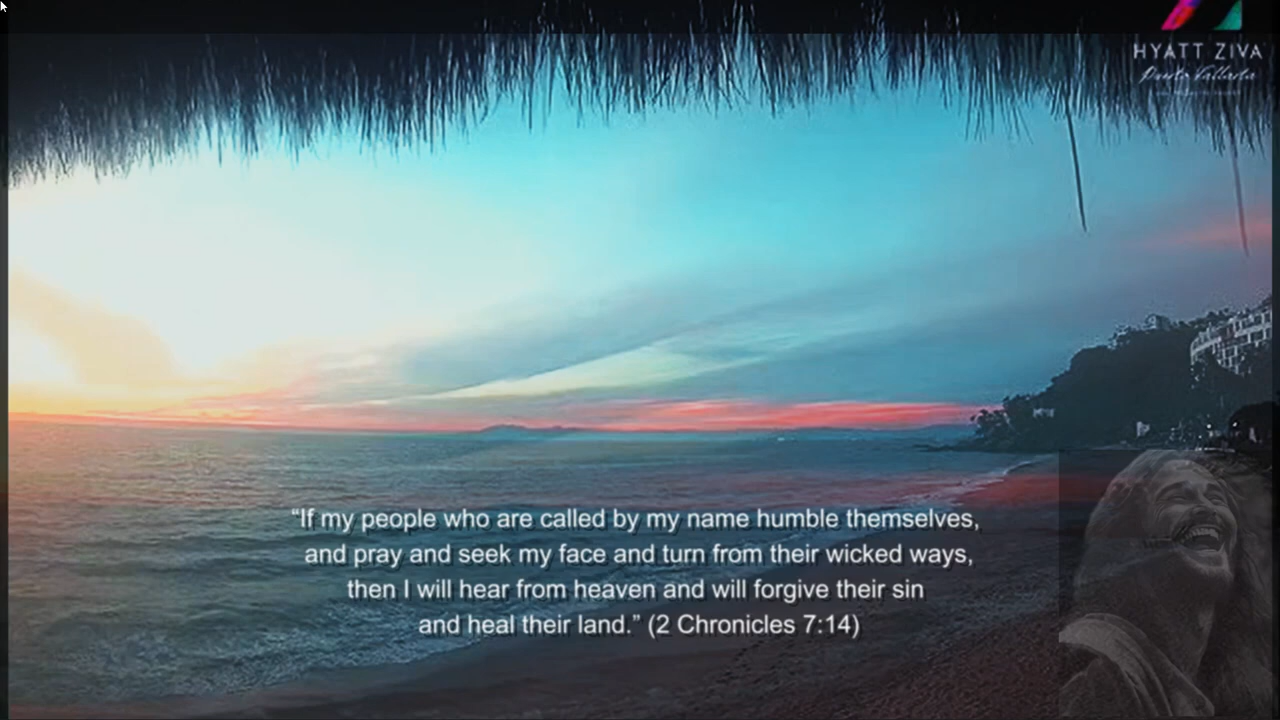 HYATT ZIVA
“If my people who are called by my name humble themselves,
and pray and seek my face and turn from their wicked ways,
then I will hear from heaven and will forgive their sin
and heal their land.” (2 Chronicles 7:14)